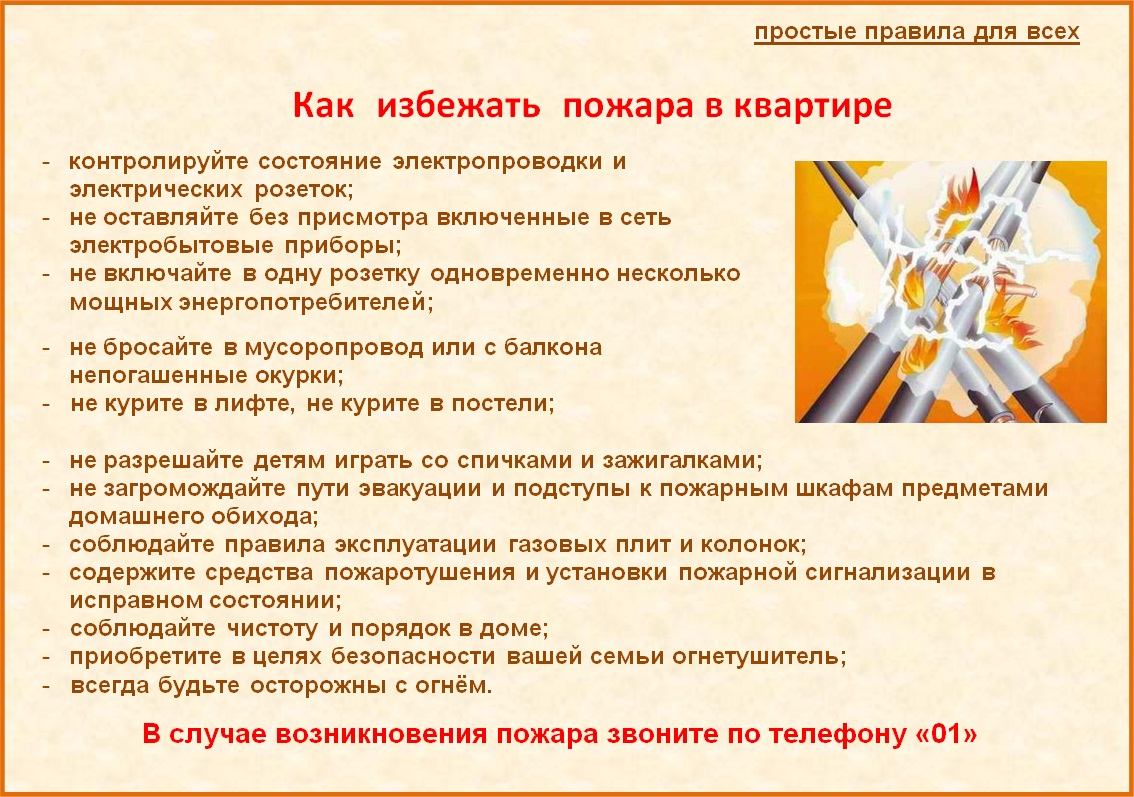 простые правила для всех
Как избежать пожара в квартире
- контролируйте состояние электропроводки и
электрических розеток;
- не оставляйте без присмотра включенные в сеть
электробытовые приборы;
- не включайте в одну розетку одновременно несколько
мощных энергопотребителей;
- не бросайте в мусоропровод или с балкона
непогашенные окурки;
- не курите в лифте, не курите в постели;
- не разрешайте детям играть со спичками и зажигалками;
- не загромождайте пути эвакуации и подступы к пожарным шкафам предметами
домашнего обихода;
- соблюдайте правила эксплуатации газовых плит и колонок;
- содержите средства пожаротушения и установки пожарной сигнализации в
исправном состоянии;
- соблюдайте чистоту и порядок в доме;
- приобретите в целях безопасности вашей семьи огнетушитель;
- всегда будьте осторожны с огнём.
В случае возникновения пожара звоните по телефону «01»